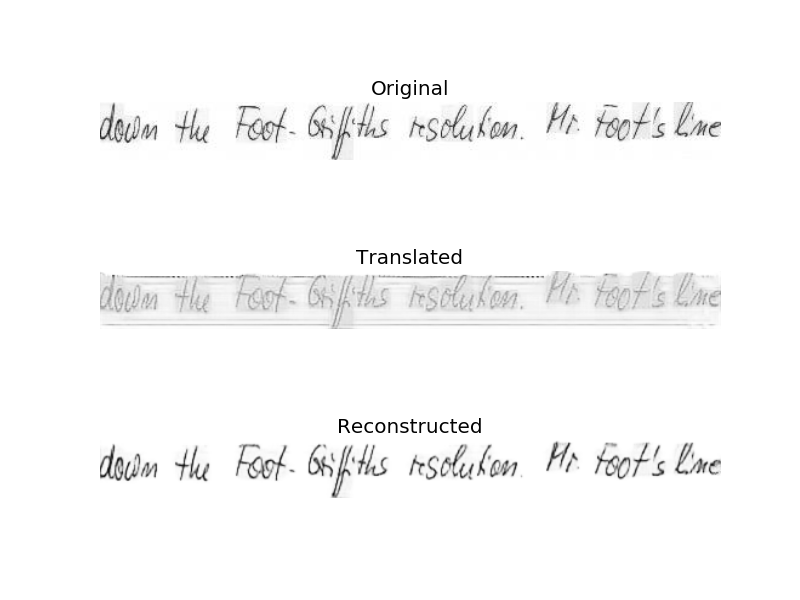 Original
down the Foot- Griffiths resolution. Mr. Foot's line
Translated
down the Foot- Griffiths resolution. Mr. Foot's line
Reconstructed
down the Foot- Griffiths resolution. Mr. Foot's line